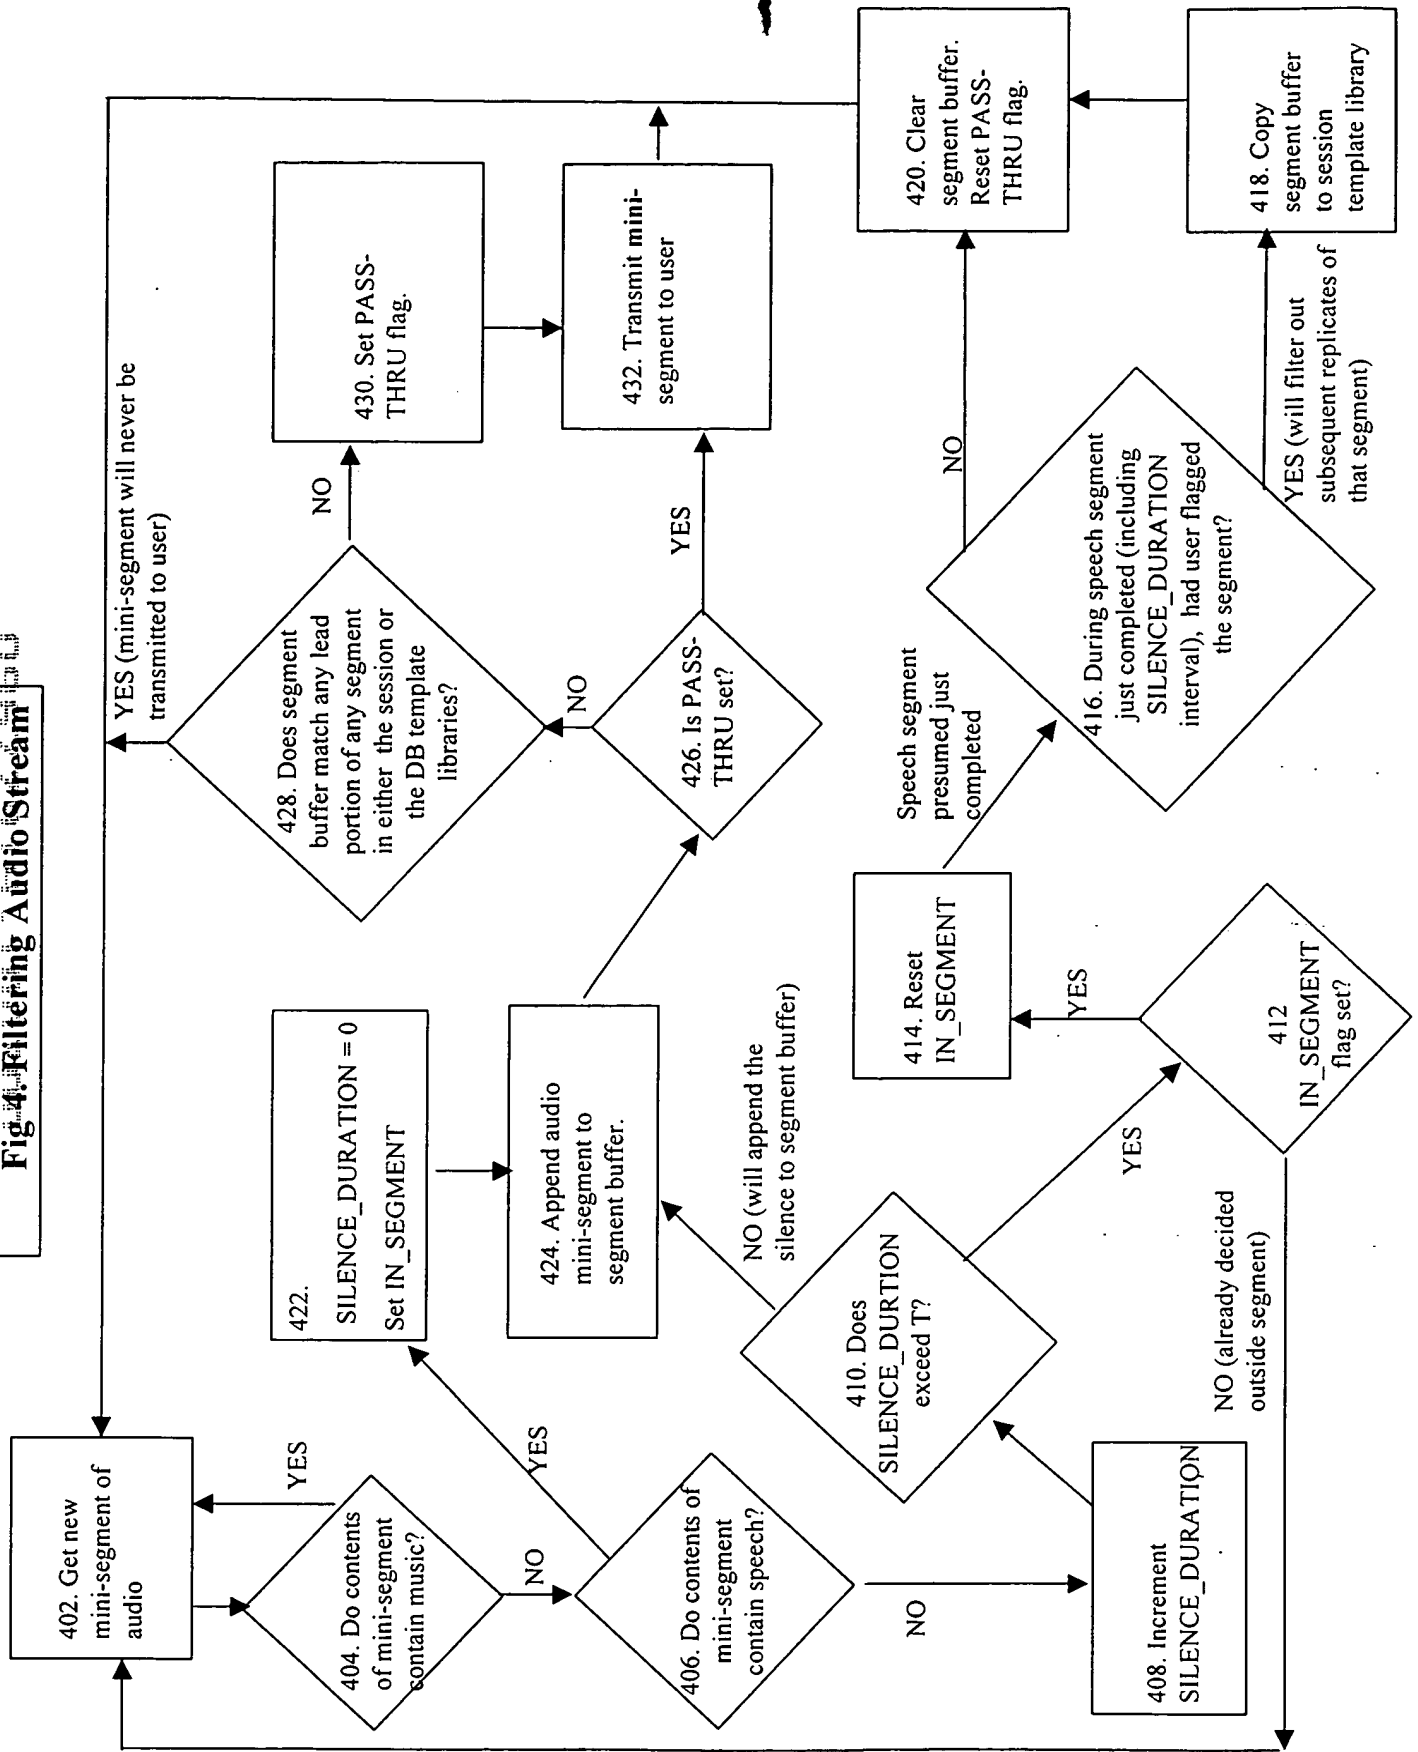 Fig 4. Filtering Audio Stream
402. Get new
mini-segment of
audio
YES
404. Do contents
of mini-segment
contain music?
NO
YES
406. Do contents of
mini-segment
contain speech?
NO
408. Increment
SILENCE_DURATION
422.
SILENCE_DURATION = 0
Set IN_SEGMENT
424. Append audio
mini-segment to
segment buffer.
NO (will append the
silence to segment buffer)
410. Does
SILENCE_DURTION
exceed T?
YES
NO (already decided
outside segment)
412
IN_SEGMENT
flag set?
YES
414. Reset
IN_SEGMENT
Speech segment
presumed just
completed
YES (mini-segment will never be
transmitted to user)
428. Does segment
buffer match any lead
portion of any segment
in either the session or
the DB template
libraries?
NO
NO
426. Is PASS-
THRU set?
YES
430. Set PASS-
THRU flag.
432. Transmit mini-
segment to user
416. During speech segment
just completed (including
SILENCE_DURATION
interval), had user flagged
the segment?
NO
YES (will filter out
subsequent replicates of
that segment)
420. Clear
segment buffer.
Reset PASS-
THRU flag.
418. Copy
segment buffer
to session
template library